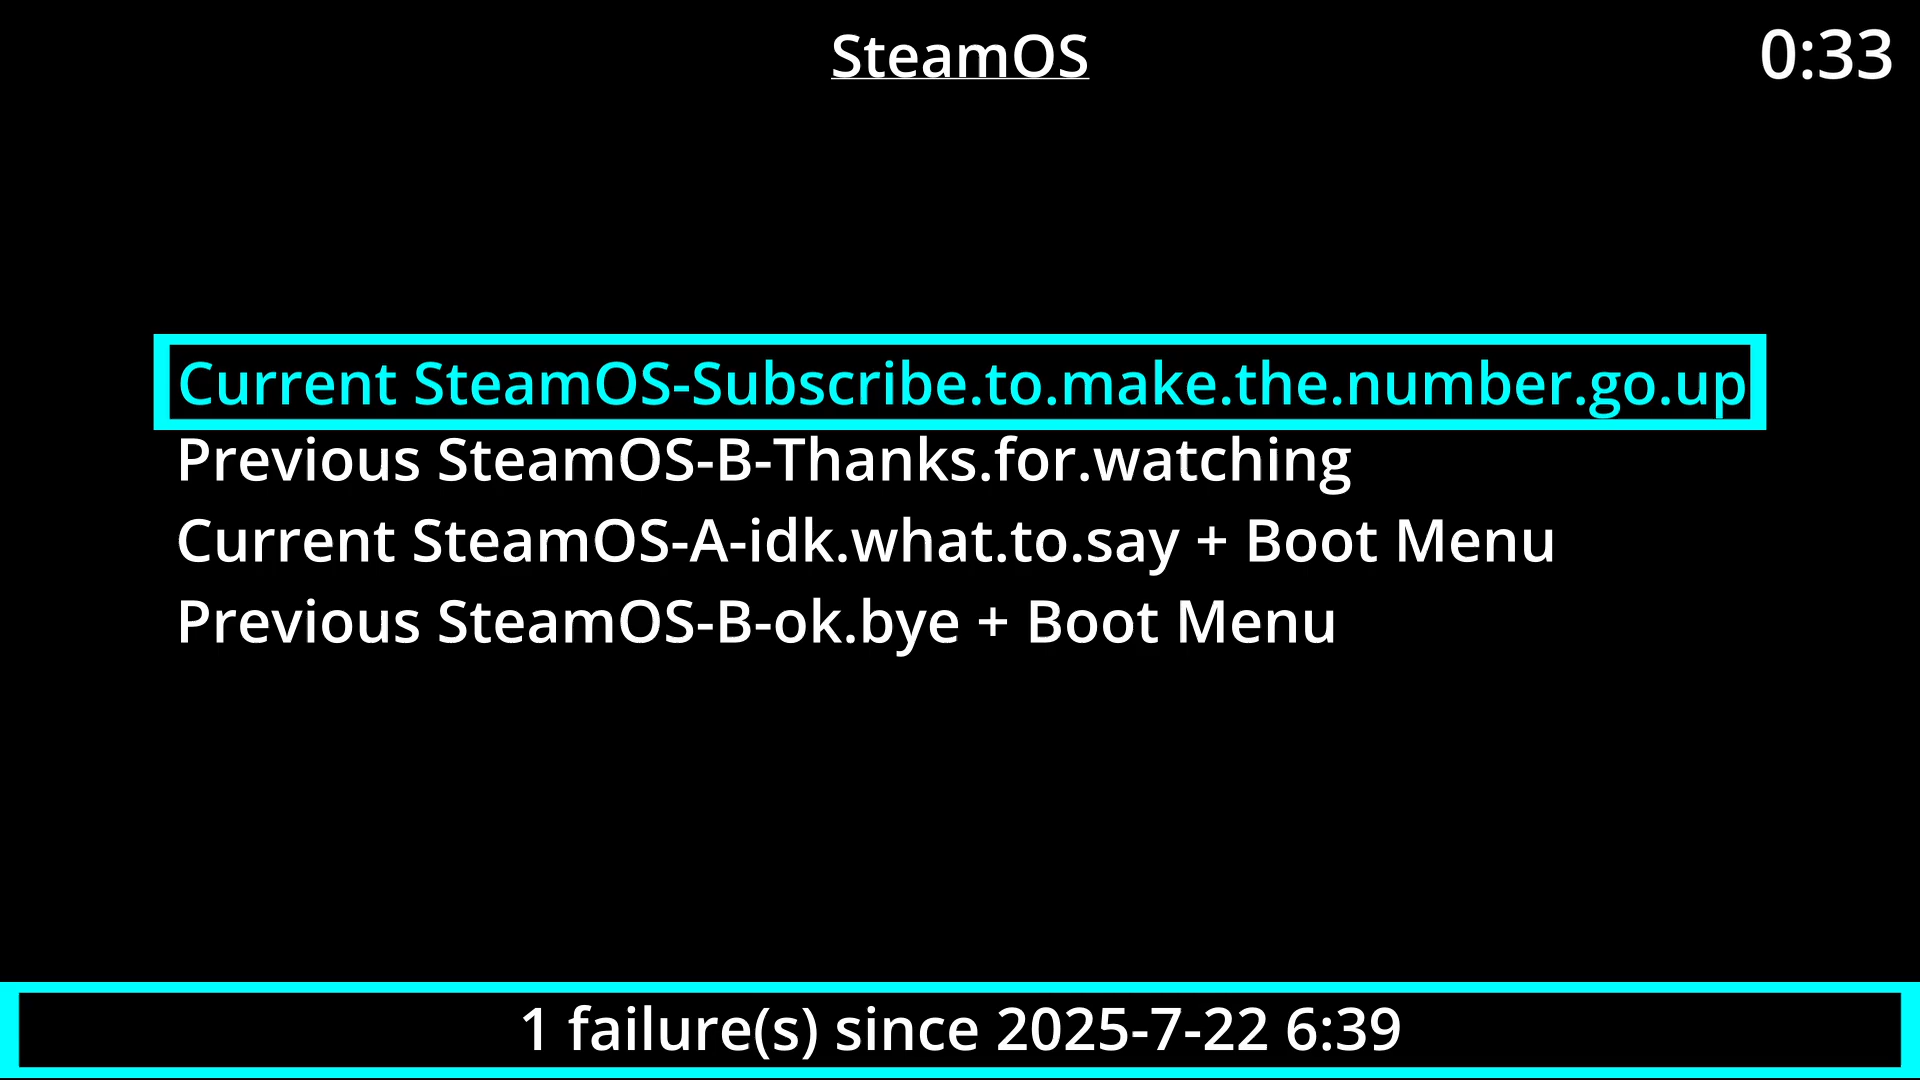 SteamOS
0:33
Current SteamOS-Subscribe.to.make.the.number.go.up
Previous SteamOS-B-Thanks.for.watching
Current SteamOS-A-idk.what.to.say + Boot Menu
Previous SteamOS-B-ok.bye + Boot Menu
1 failure(s) since 2025-7-22 6:39